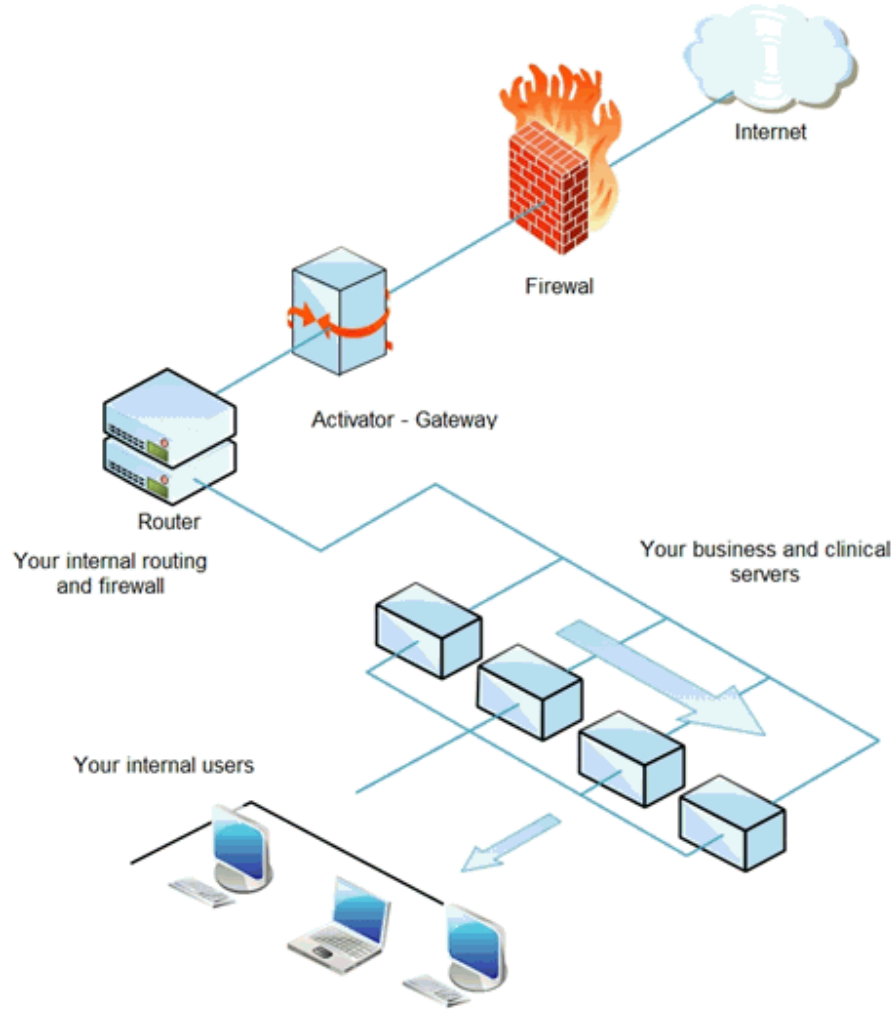 Internet
Firewal
Activator - Gateway
Router
Your internal routing
and firewall
Your business and clinical
servers
Your internal users